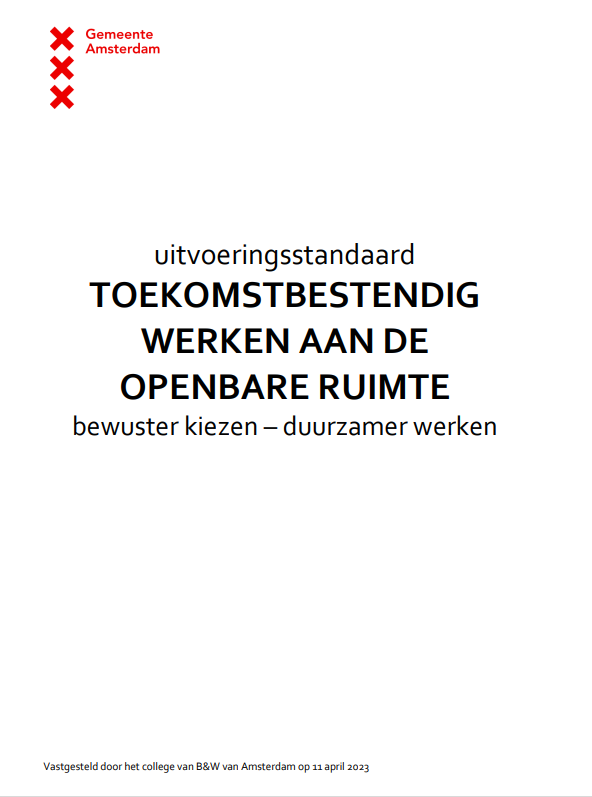 Gemeente
Amsterdam
uitvoeringsstandaard
TOEKOMSTBESTENDIG
WERKEN AAN DE
OPENBARE RUIMTE
bewuster kiezen – duurzamer werken
Vastgesteld door het college van B&W van Amsterdam op 11 april 2023